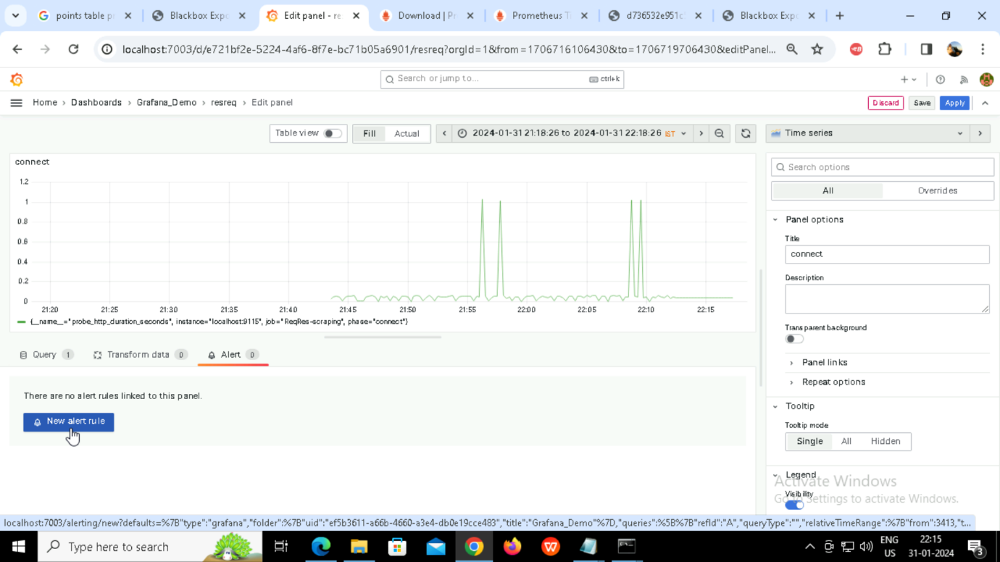 points table p
Blackbox Expo
Edit panel - re
Download | Pr
Prometheus Ti
d736532e951c
Blackbox Expo
localhost:7003/d/e721bf2e-5224-4af6-8f7e-bc71b05a6901/resreq?orgId=1&from=1706716106430&to=1706719706430&editPanel...
Search or jump to... ctrl+k
Home › Dashboards › Grafana_Demo › resreq › Edit panel
Discard Save Apply
Table view Fill Actual 2024-01-31 21:18:26 to 2024-01-31 22:18:26 IST
Time series
connect
Search options
All Overrides
1.2
1
0.8
0.6
0.4
0.2
0
21:20 21:25 21:30 21:35 21:40 21:45 21:50 21:55 22:00 22:05 22:10 22:15
{__name__="probe_http_duration_seconds", instance="localhost:9115", job="ReqRes-scraping", phase="connect"}
Panel options
Title
connect
Description
Transparent background
Panel links
Repeat options
Query 1 Transform data 0 Alert 0
There are no alert rules linked to this panel.
New alert rule
Tooltip
Tooltip mode
Single All Hidden
Legend
Visibility
Activate Windows
Go to Settings to activate Windows.
localhost:7003/alerting/new?defaults=%7B"type":"grafana","folder":%7B"uid":"ef5b3611-a66b-4660-a3e4-db0e19cce483","title":"Grafana_Demo"%7D,"queries":%5B%7B"refId":"A","queryType":"","relativeTimeRange":%7B"from":3413,"t...
Type here to search
ENG
US
22:15
31-01-2024
3